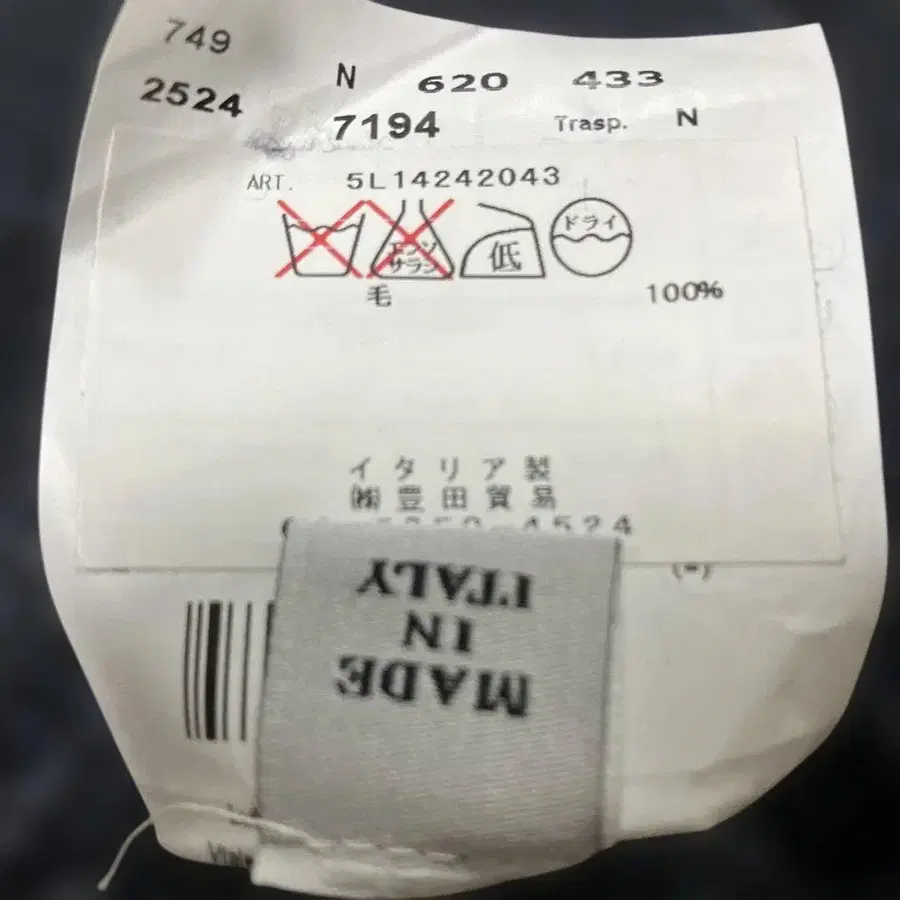 749
N 620 433
2524
7194 Trasp. N
ART. 5L14242043
エンソ サラシ
低
ドライ
毛 100%
イタリア製
㈱豊田貿易
4524
MADE
IN
ITALY